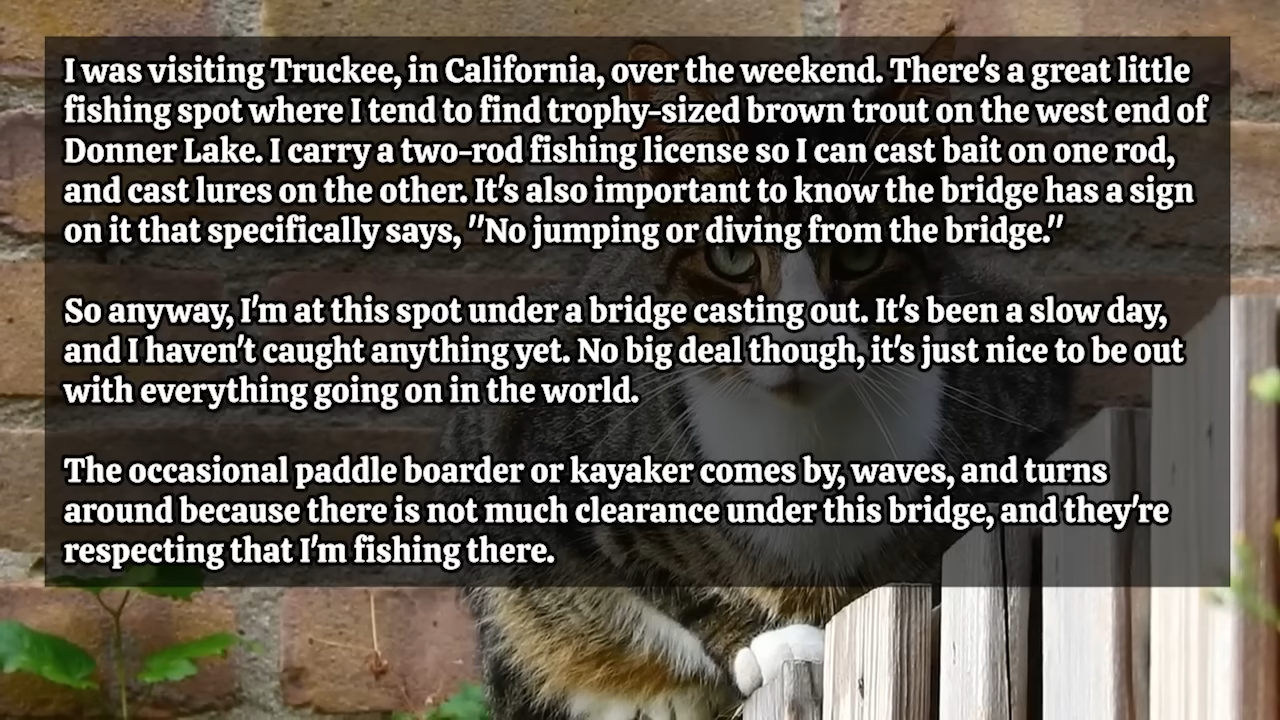 I was visiting Truckee, in California, over the weekend. There's a great little
fishing spot where I tend to find trophy-sized brown trout on the west end of
Donner Lake. I carry a two-rod fishing license so I can cast bait on one rod,
and cast lures on the other. It's also important to know the bridge has a sign
on it that specifically says, "No jumping or diving from the bridge."
So anyway, I'm at this spot under a bridge casting out. It's been a slow day,
and I haven't caught anything yet. No big deal though, it's just nice to be out
with everything going on in the world.
The occasional paddle boarder or kayaker comes by, waves, and turns
around because there is not much clearance under this bridge, and they're
respecting that I'm fishing there.